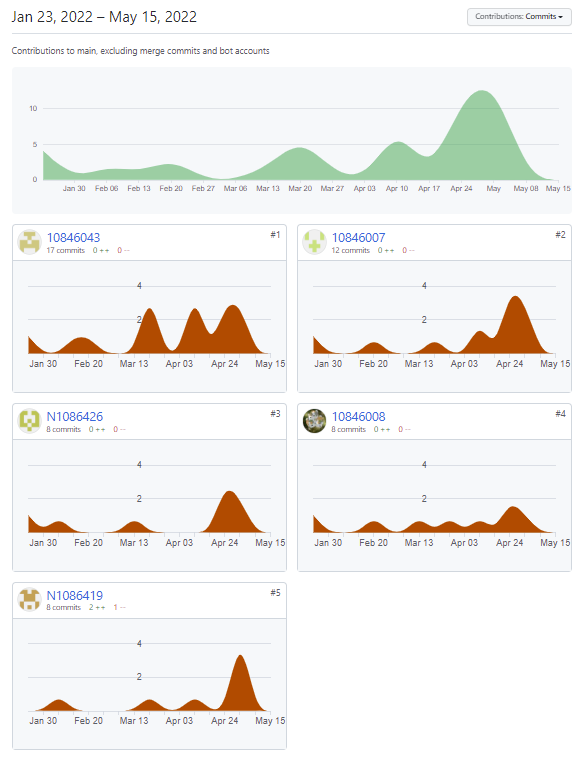 Jan 23, 2022 – May 15, 2022
Contributions: Commits
Contributions to main, excluding merge commits and bot accounts
10
5
0
Jan 30 Feb 06 Feb 13 Feb 20 Feb 27 Mar 06 Mar 13 Mar 20 Mar 27 Apr 03 Apr 10 Apr 17 Apr 24 May May 08 May 15
10846043 #1
17 commits 0 ++ 0 --
4
2
Jan 30 Feb 20 Mar 13 Apr 03 Apr 24 May 15
10846007 #2
12 commits 0 ++ 0 --
4
2
Jan 30 Feb 20 Mar 13 Apr 03 Apr 24 May 15
N1086426 #3
8 commits 0 ++ 0 --
4
2
Jan 30 Feb 20 Mar 13 Apr 03 Apr 24 May 15
10846008 #4
8 commits 0 ++ 0 --
4
2
Jan 30 Feb 20 Mar 13 Apr 03 Apr 24 May 15
N1086419 #5
8 commits 2 ++ 1 --
4
2
Jan 30 Feb 20 Mar 13 Apr 03 Apr 24 May 15